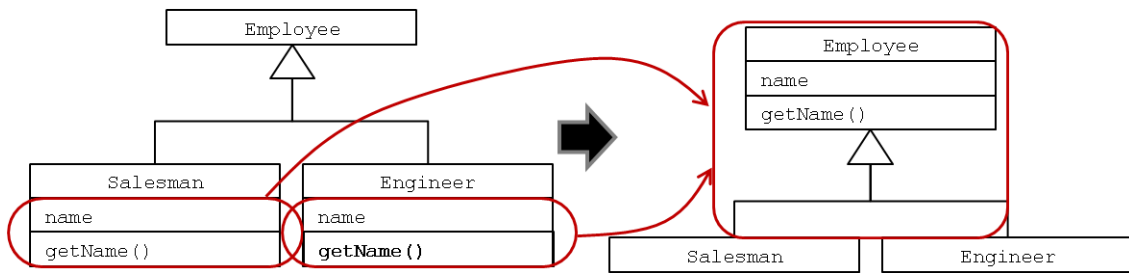 Employee
Salesman
name
getName()
Engineer
name
getName()
Employee
name
getName()
Salesman
Engineer